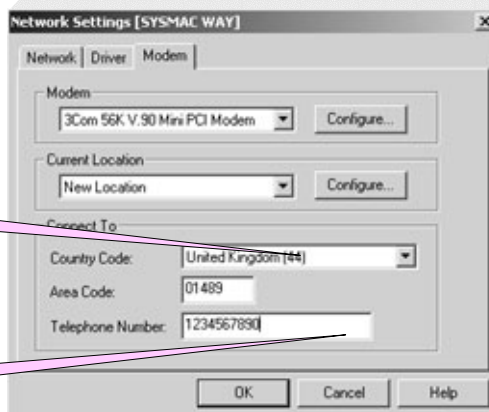 Network Settings [SYSMAC WAY]
Network Driver Modem
Modem
3Com 56K V.90 Mini PCI Modem Configure...
Current Location
New Location Configure...
Connect To
Country Code: United Kingdom (44)
Area Code: 01489
Telephone Number: 1234567890
OK Cancel Help